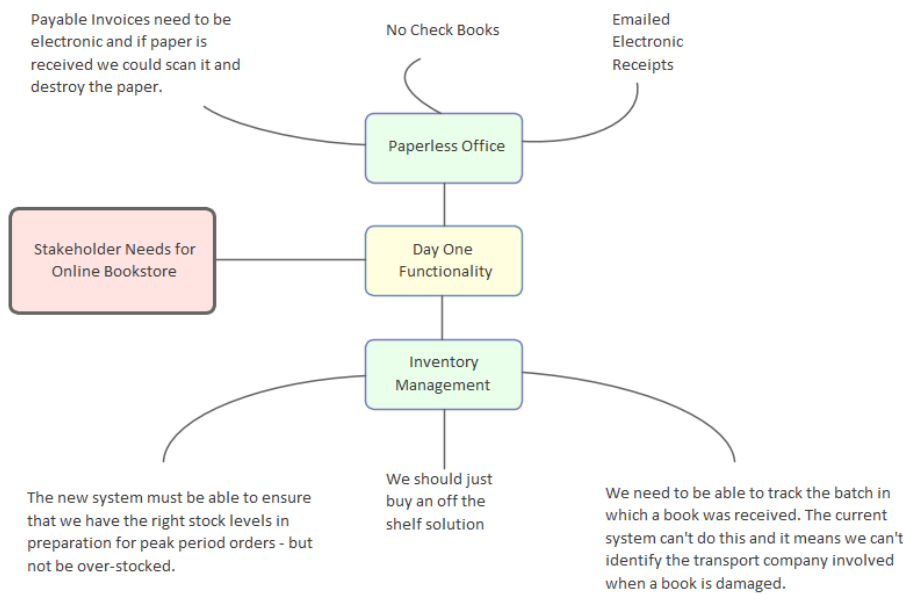 Payable Invoices need to be
electronic and if paper is
received we could scan it and
destroy the paper.
No Check Books
Emailed
Electronic
Receipts
Paperless Office
Stakeholder Needs for
Online Bookstore
Day One
Functionality
Inventory
Management
The new system must be able to ensure
that we have the right stock levels in
preparation for peak period orders - but
not be over-stocked.
We should just
buy an off the
shelf solution
We need to be able to track the batch in
which a book was received. The current
system can't do this and it means we can't
identify the transport company involved
when a book is damaged.